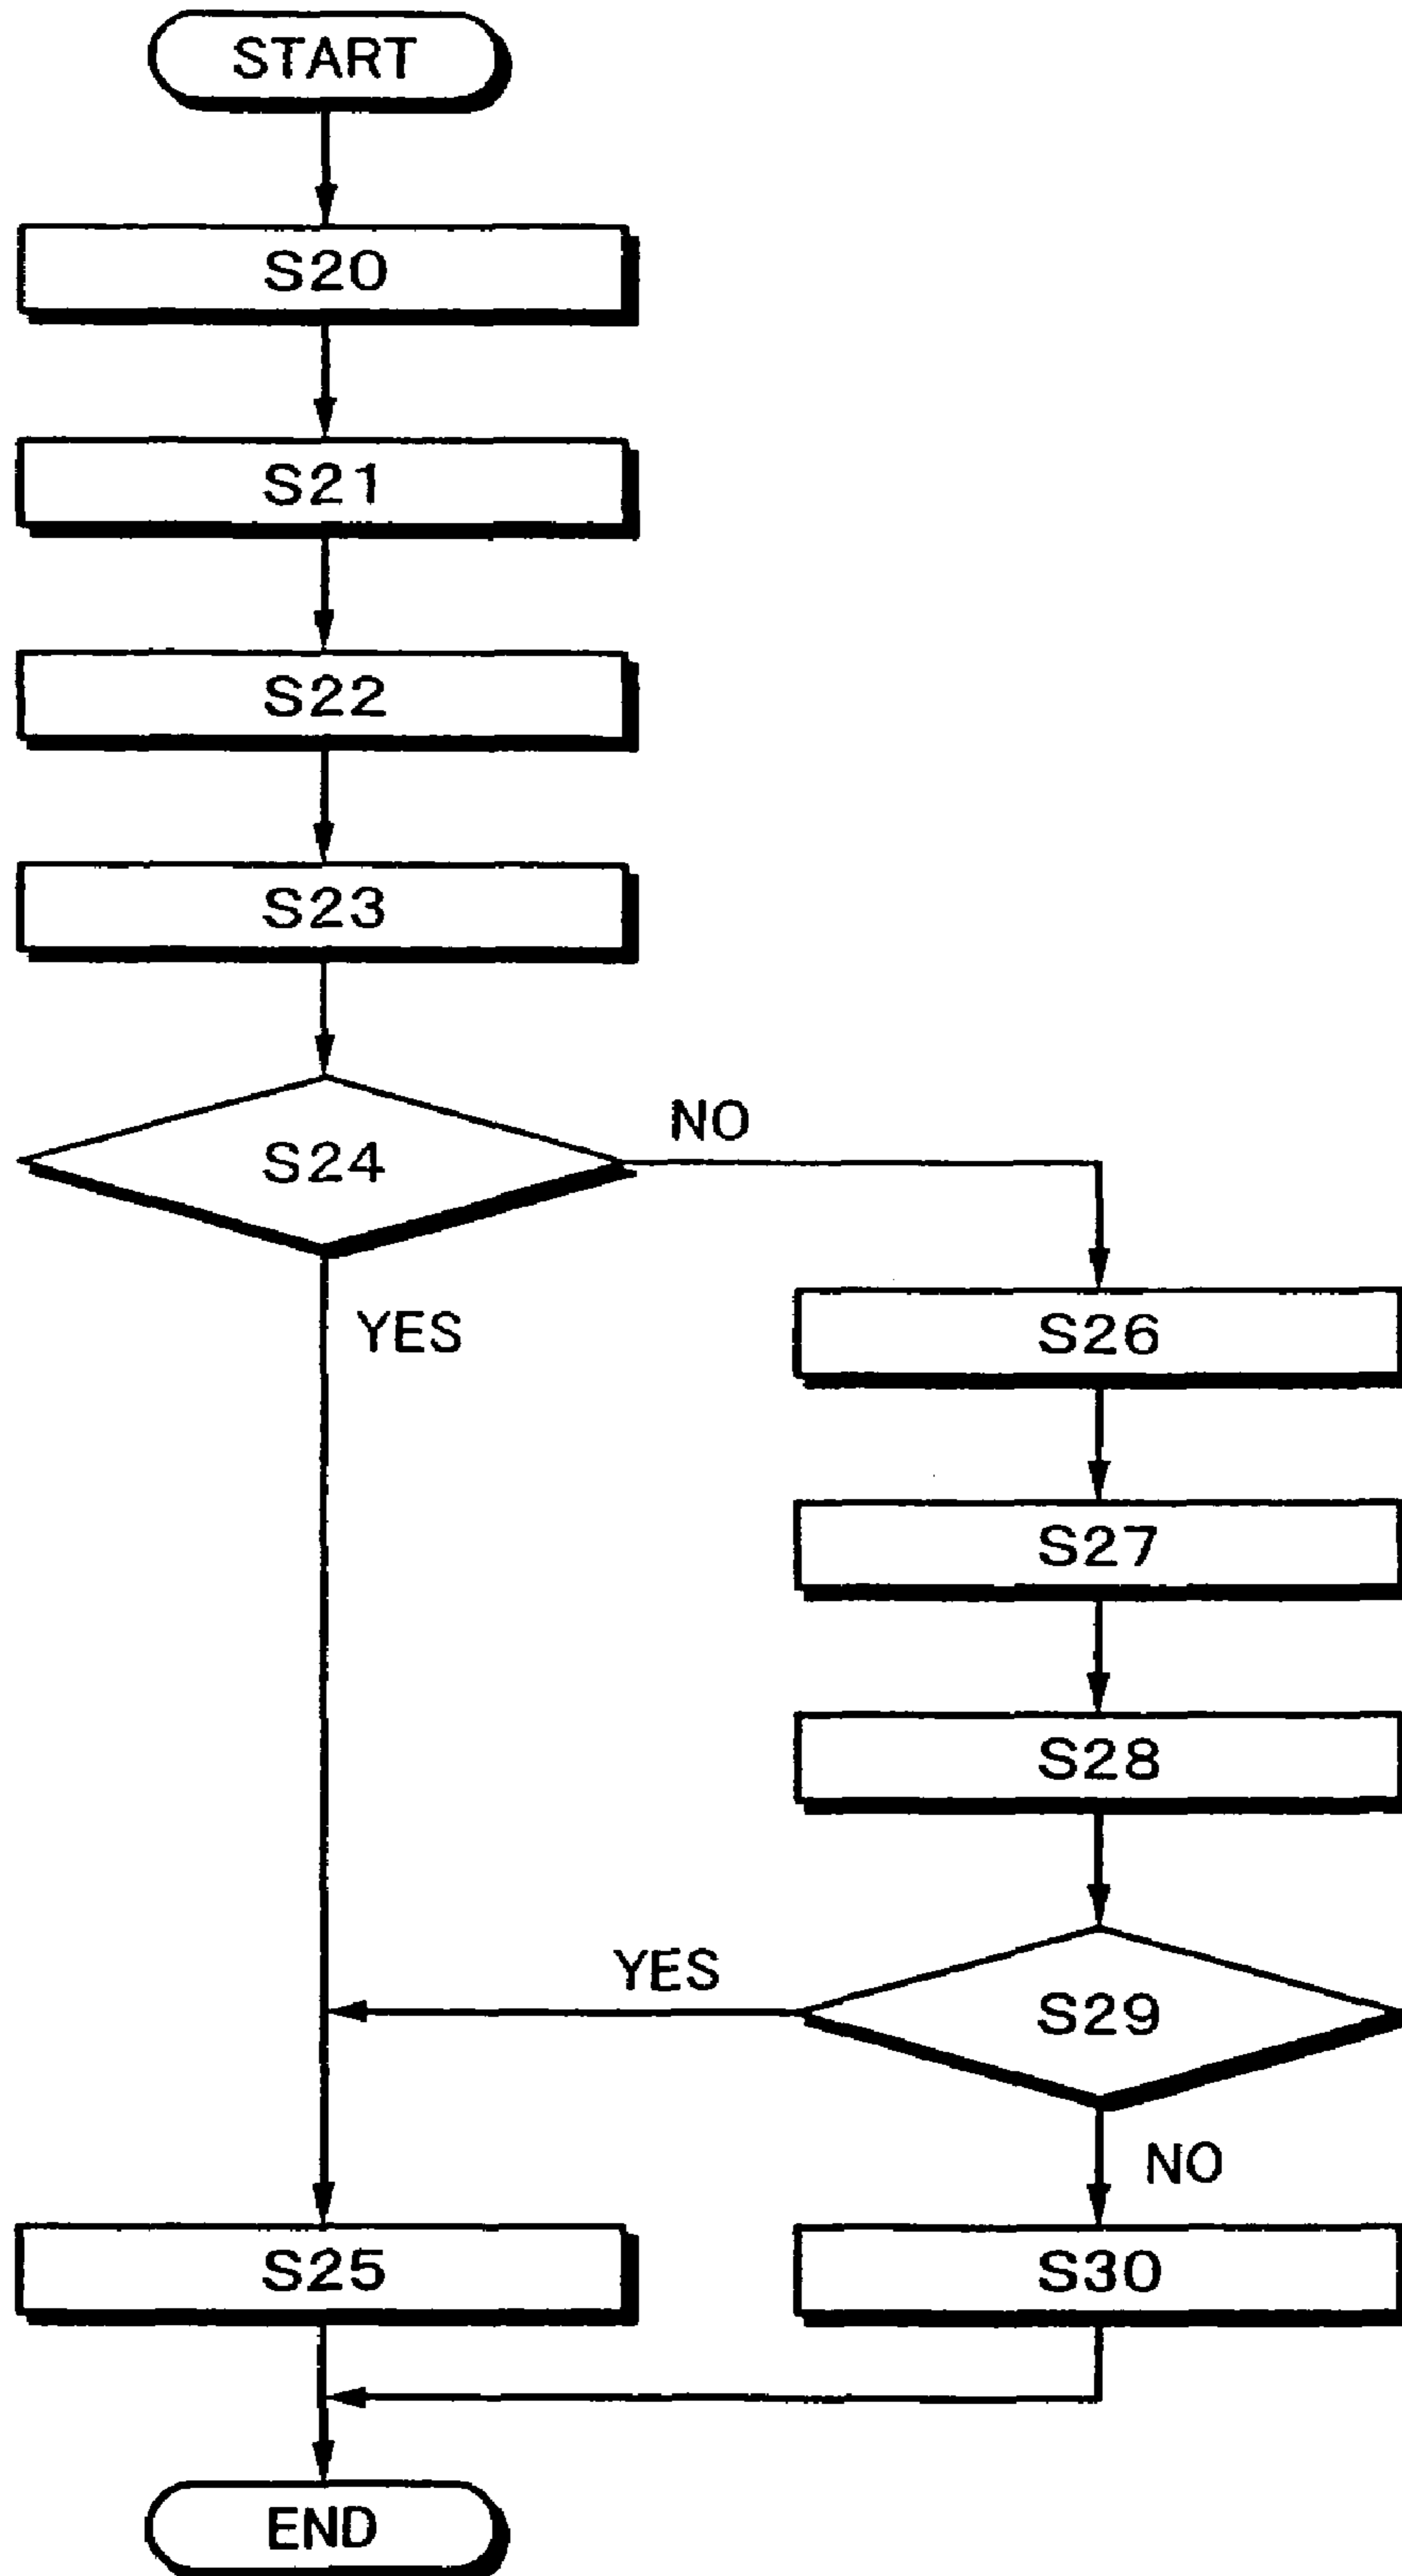 START
S20
S21
S22
S23
S24
NO
YES
S26
S27
S28
YES
S29
NO
S25
S30
END